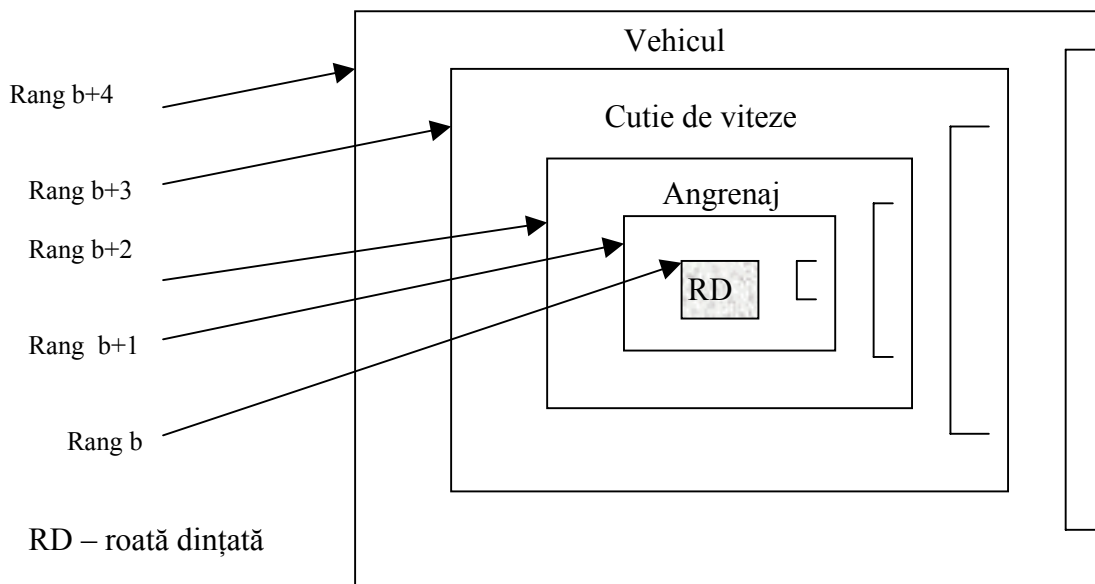 Vehicul
Rang b+4
Cutie de viteze
Rang b+3
Angrenaj
Rang b+2
RD
Rang b+1
Rang b
RD – roată dințată